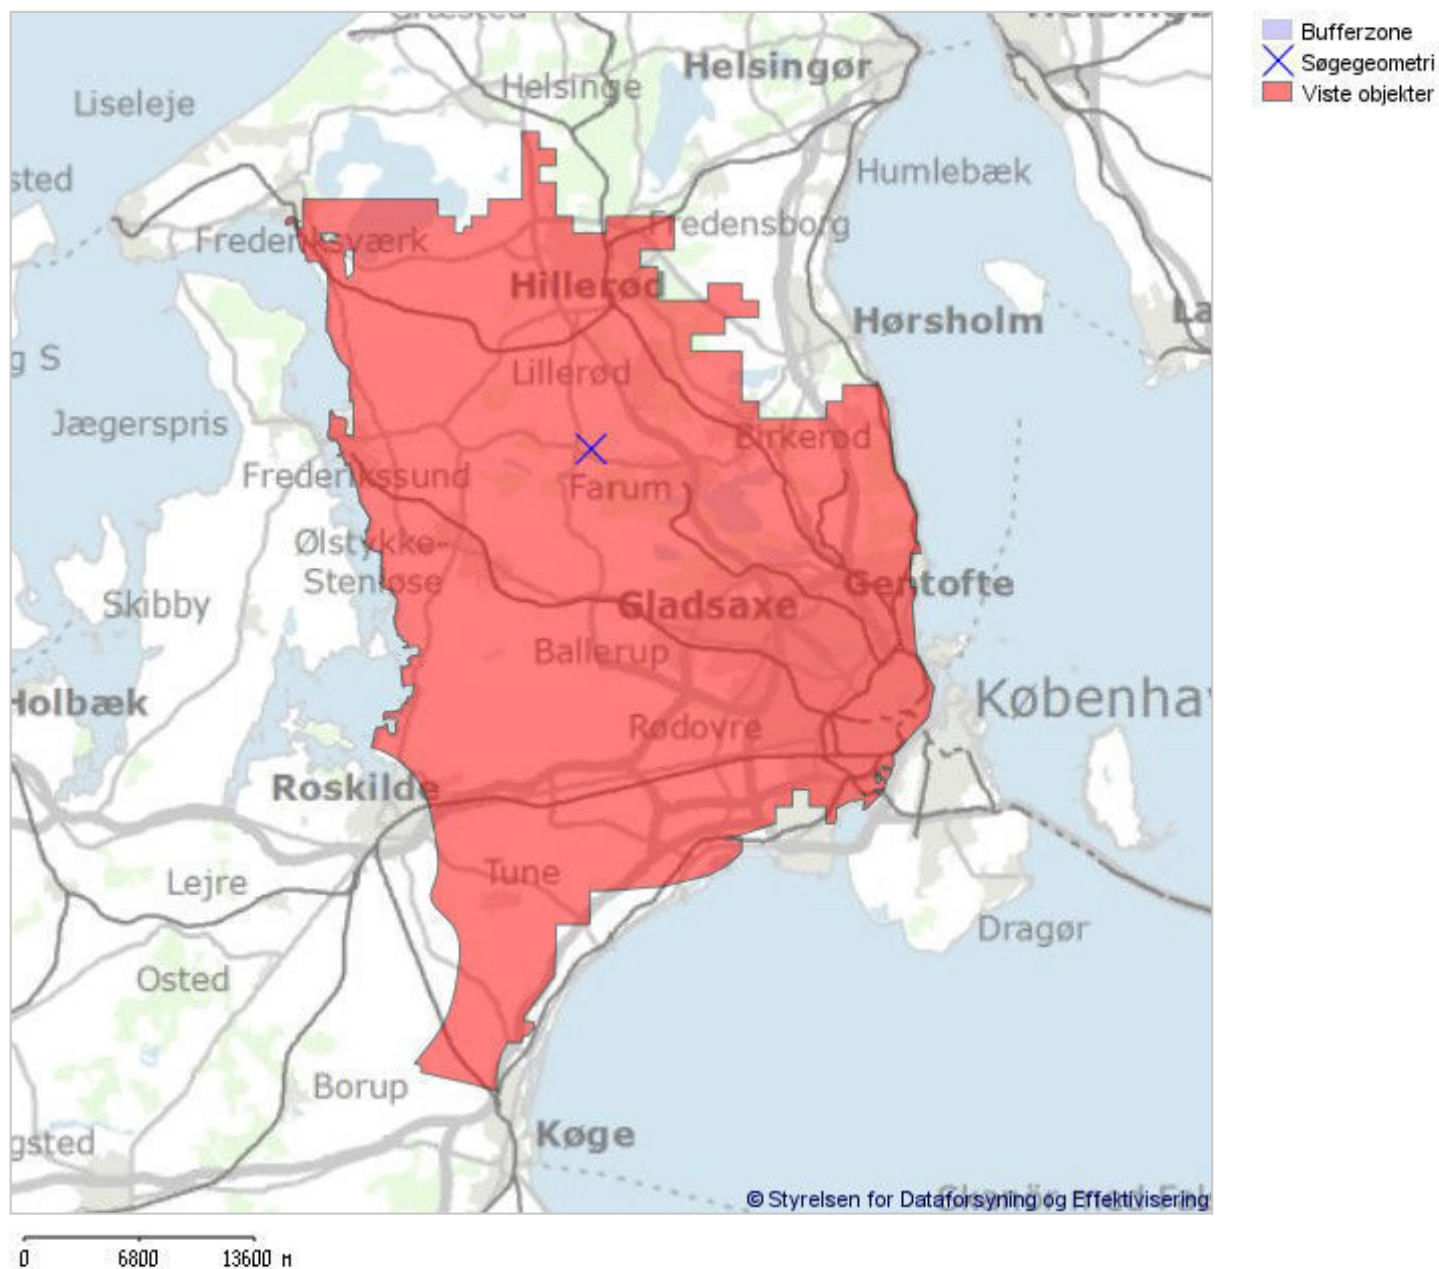 Helsingør
Helsinge
Liseleje
Humlebæk
Fredensborg
Frederiksværk
Hillerød
Hørsholm
Lillerød
Jægerspris
Birkerød
Frederikssund
Farum
Ølstykke-
Stenløse
Gentofte
Skibby
Gladsaxe
Ballerup
Holbæk
Københav
Rødovre
Roskilde
Tune
Lejre
Dragør
Osted
Borup
Køge
gsted
© Styrelsen for Dataforsyning og Effektivisering
Bufferzone
Søgegeometri
Viste objekter
0 6800 13600 M